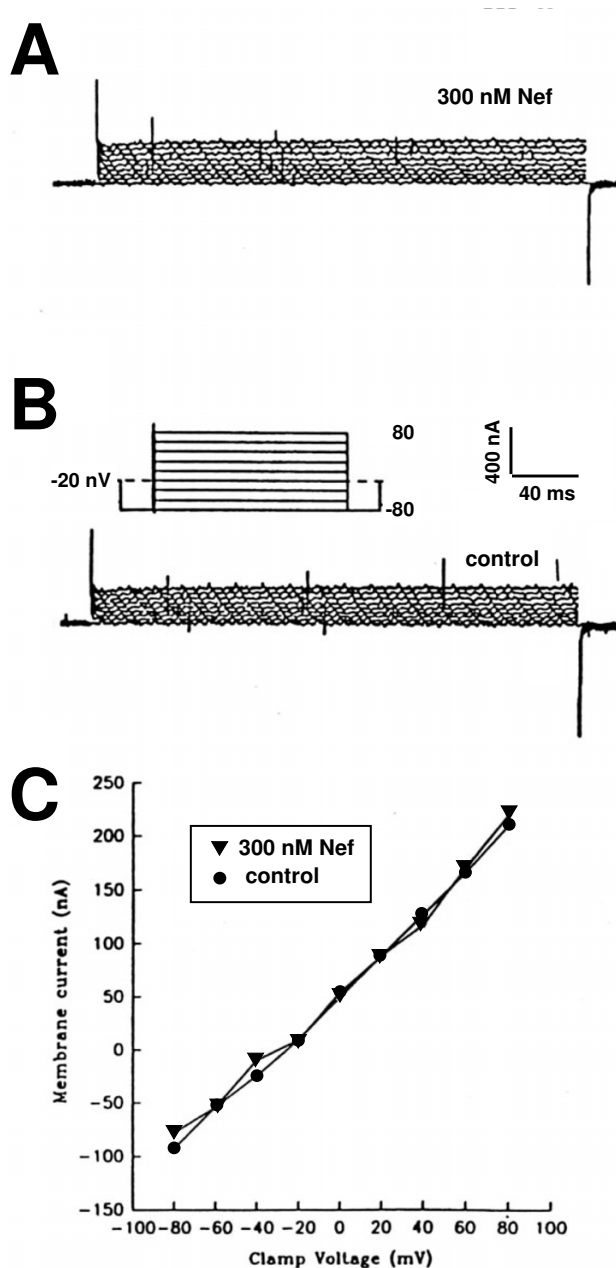 A
300 nM Nef
B
80
-20 nV
-80
400 nA
40 ms
control
C
250
200
150
100
50
0
-50
-100
-150
300 nM Nef
control
Membrane current (nA)
-100 -80 -60 -40 -20 0 20 40 60 80 100
Clamp Voltage (mV)